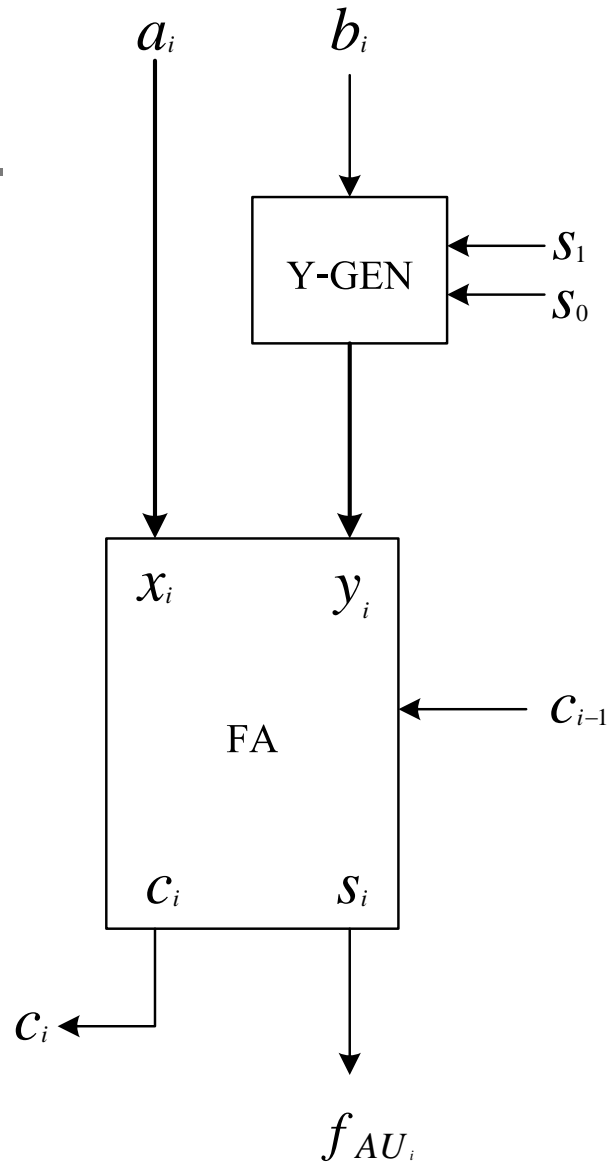 a_i b_i
s_1
Y-GEN
s_0
x_i y_i
c_{i-1}
FA
c_i s_i
c_i
f_{AU_i}